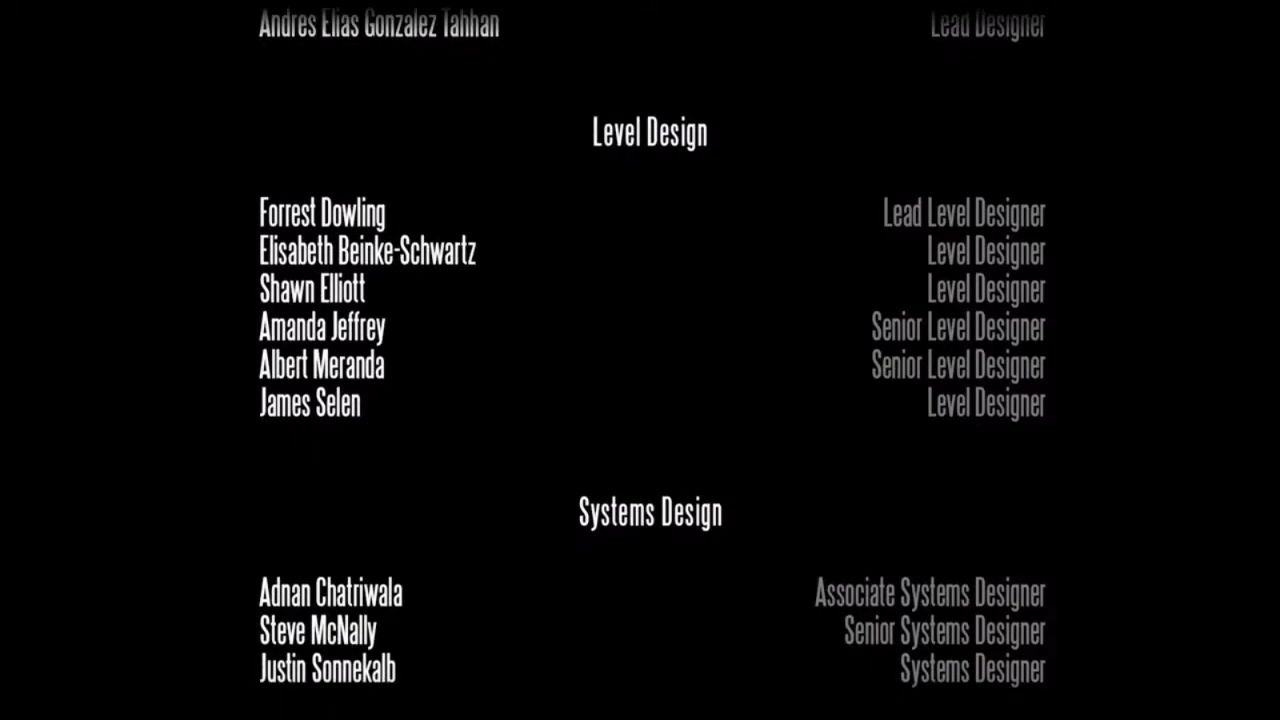 Andres Elias Gonzalez Tahhan Lead Designer
Level Design
Forrest Dowling Lead Level Designer
Elisabeth Beinke-Schwartz Level Designer
Shawn Elliott Level Designer
Amanda Jeffrey Senior Level Designer
Albert Meranda Senior Level Designer
James Selen Level Designer
Systems Design
Adnan Chatriwala Associate Systems Designer
Steve McNally Senior Systems Designer
Justin Sonnekalb Systems Designer